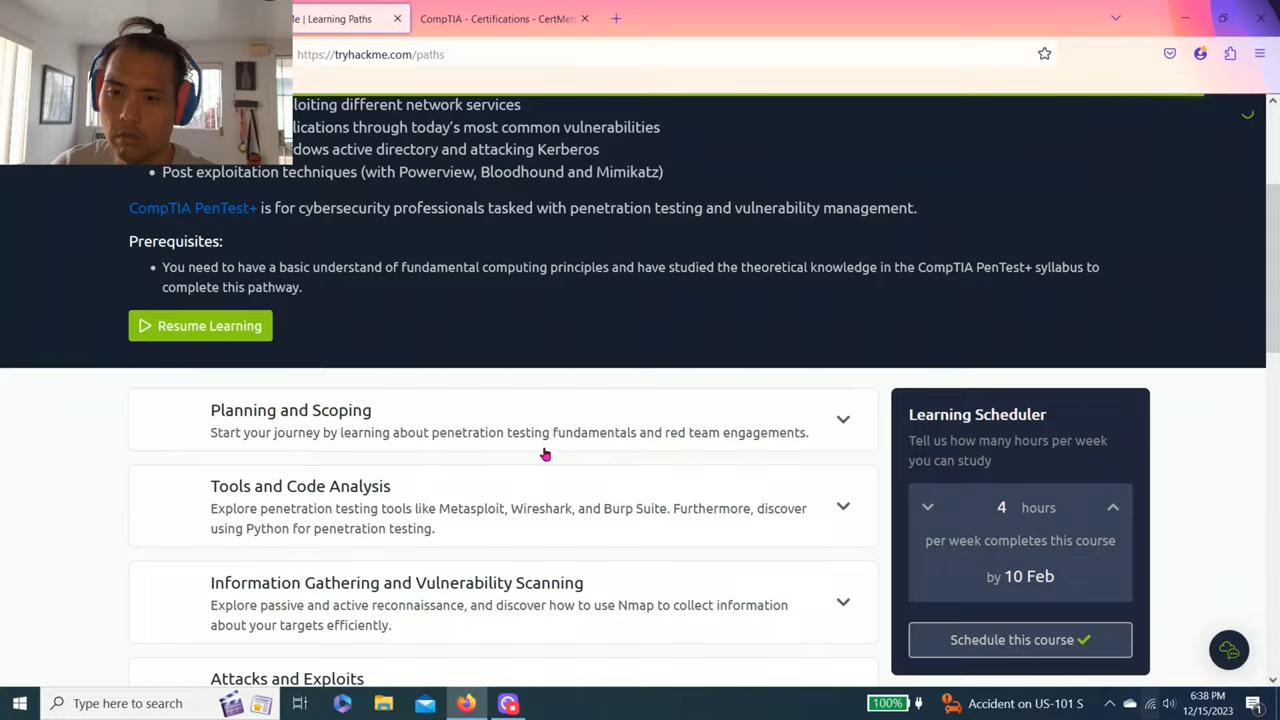 e | Learning Paths
CompTIA - Certifications - CertMet
https://tryhackme.com/paths
loiting different network services
lications through today's most common vulnerabilities
dows active directory and attacking Kerberos
• Post exploitation techniques (with Powerview, Bloodhound and Mimikatz)
CompTIA PenTest+ is for cybersecurity professionals tasked with penetration testing and vulnerability management.
Prerequisites:
• You need to have a basic understand of fundamental computing principles and have studied the theoretical knowledge in the CompTIA PenTest+ syllabus to
complete this pathway.
Resume Learning
Planning and Scoping
Start your journey by learning about penetration testing fundamentals and red team engagements.
Tools and Code Analysis
Explore penetration testing tools like Metasploit, Wireshark, and Burp Suite. Furthermore, discover
using Python for penetration testing.
Information Gathering and Vulnerability Scanning
Explore passive and active reconnaissance, and discover how to use Nmap to collect information
about your targets efficiently.
Attacks and Exploits
Learning Scheduler
Tell us how many hours per week
you can study
4 hours
per week completes this course
by 10 Feb
Schedule this course
Type here to search
100%
Accident on US-101 S
6:38 PM
12/15/2023
1